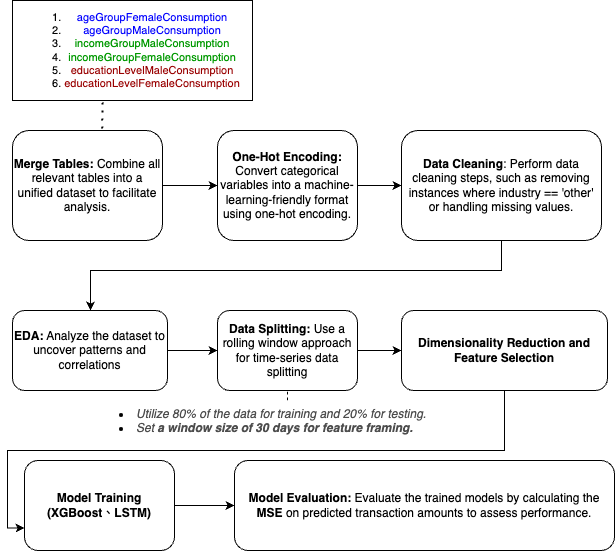 1. ageGroupFemaleConsumption
2. ageGroupMaleConsumption
3. incomeGroupMaleConsumption
4. incomeGroupFemaleConsumption
5. educationLevelMaleConsumption
6. educationLevelFemaleConsumption
Merge Tables: Combine all
relevant tables into a
unified dataset to facilitate
analysis.
One-Hot Encoding:
Convert categorical
variables into a machine-
learning-friendly format
using one-hot encoding.
Data Cleaning: Perform data
cleaning steps, such as removing
instances where industry == 'other'
or handling missing values.
EDA: Analyze the dataset to
uncover patterns and
correlations
Data Splitting: Use a
rolling window approach
for time-series data
splitting
Dimensionality Reduction and
Feature Selection
• Utilize 80% of the data for training and 20% for testing.
• Set a window size of 30 days for feature framing.
Model Training
(XGBoost、LSTM)
Model Evaluation: Evaluate the trained models by calculating the
MSE on predicted transaction amounts to assess performance.